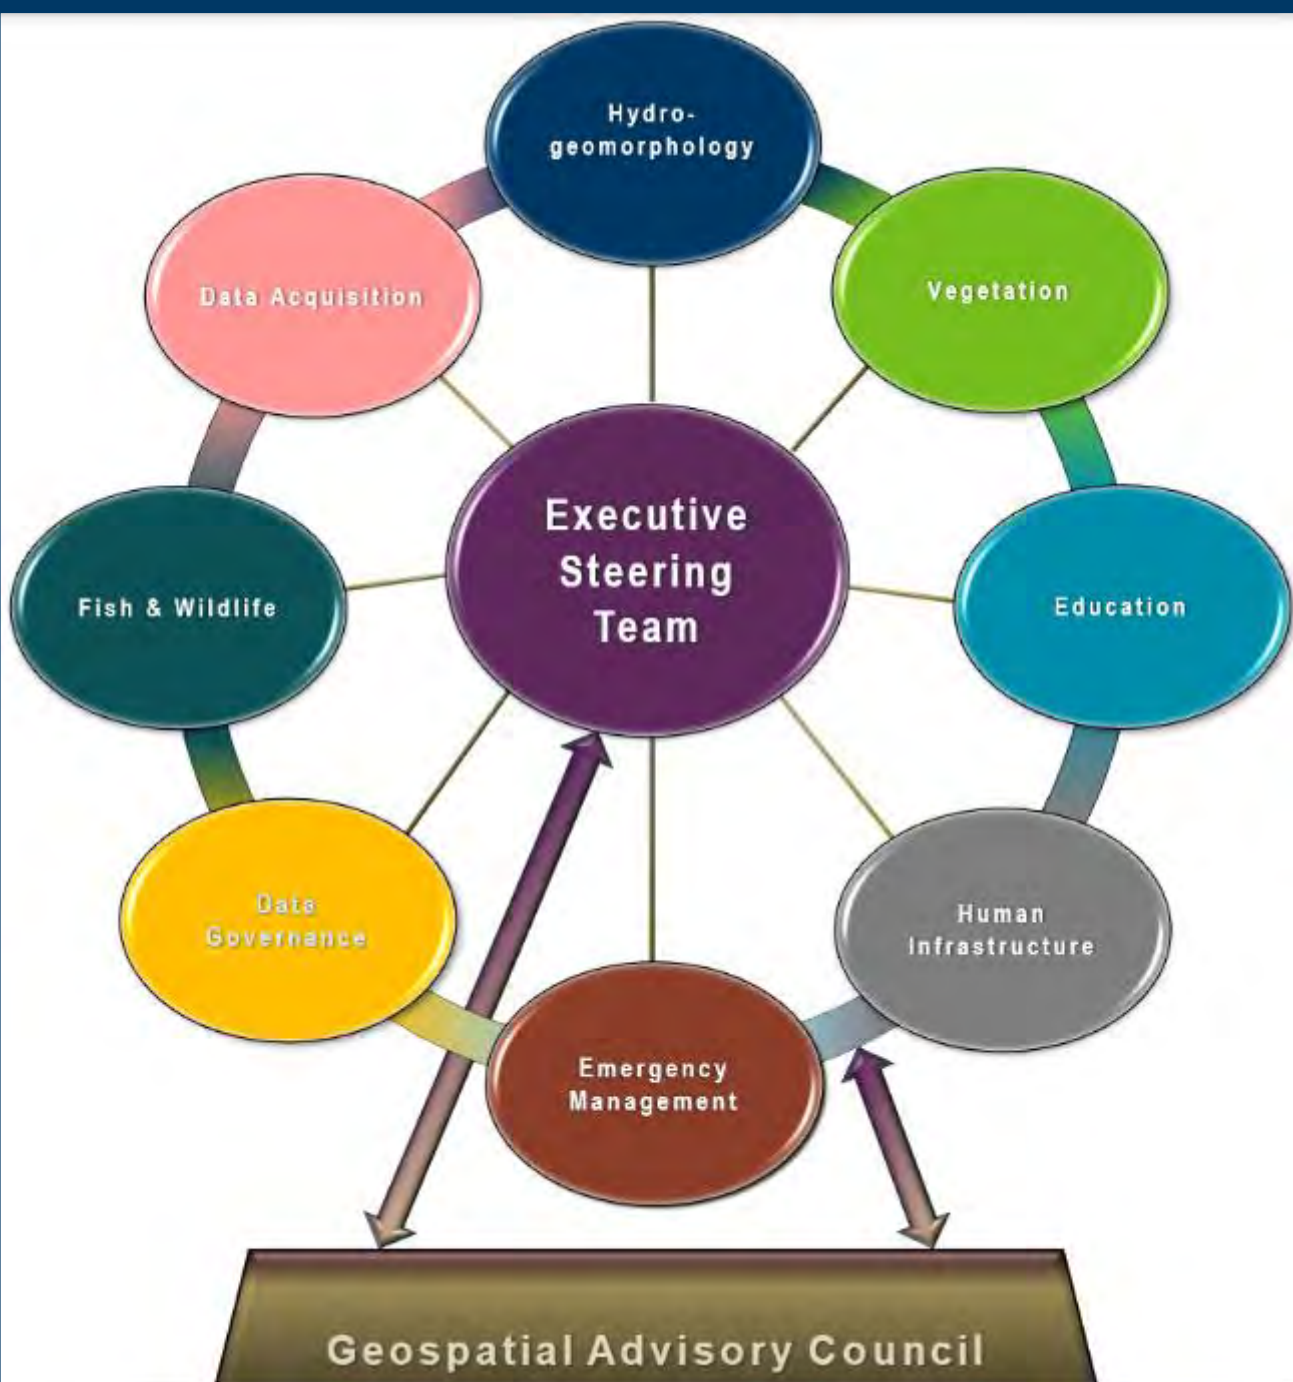 Hydro-
geomorphology
Data Acquisition
Vegetation
Executive
Steering
Team
Fish & Wildlife
Education
Data
Governance
Human
Infrastructure
Emergency
Management
Geospatial Advisory Council